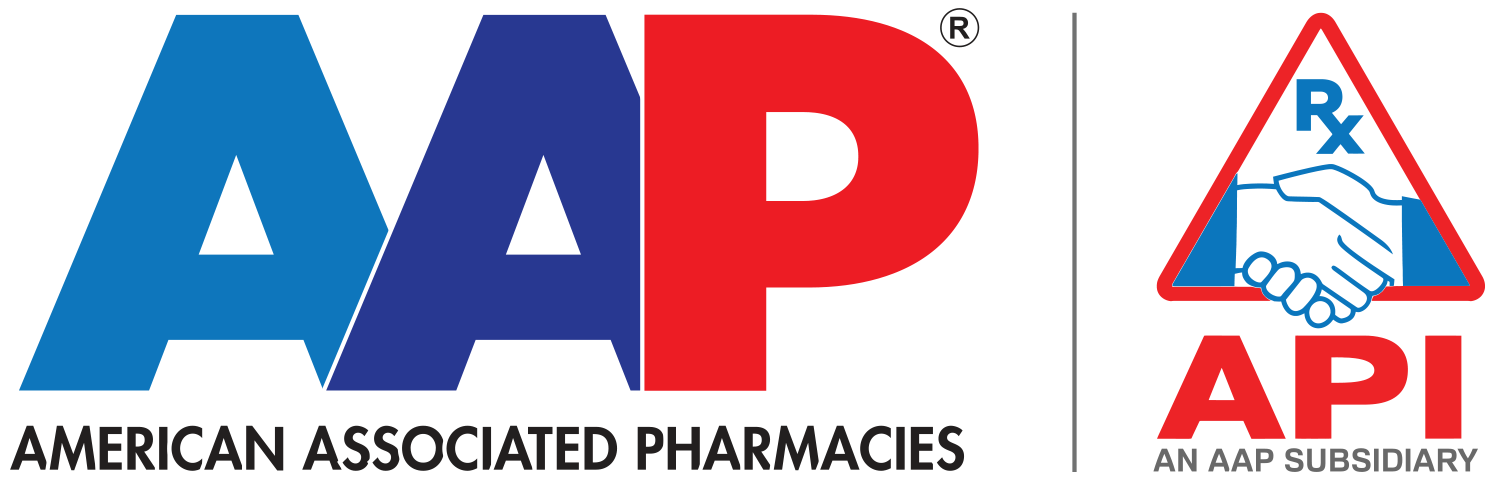 AAP®
AMERICAN ASSOCIATED PHARMACIES
Rx
API
AN AAP SUBSIDIARY